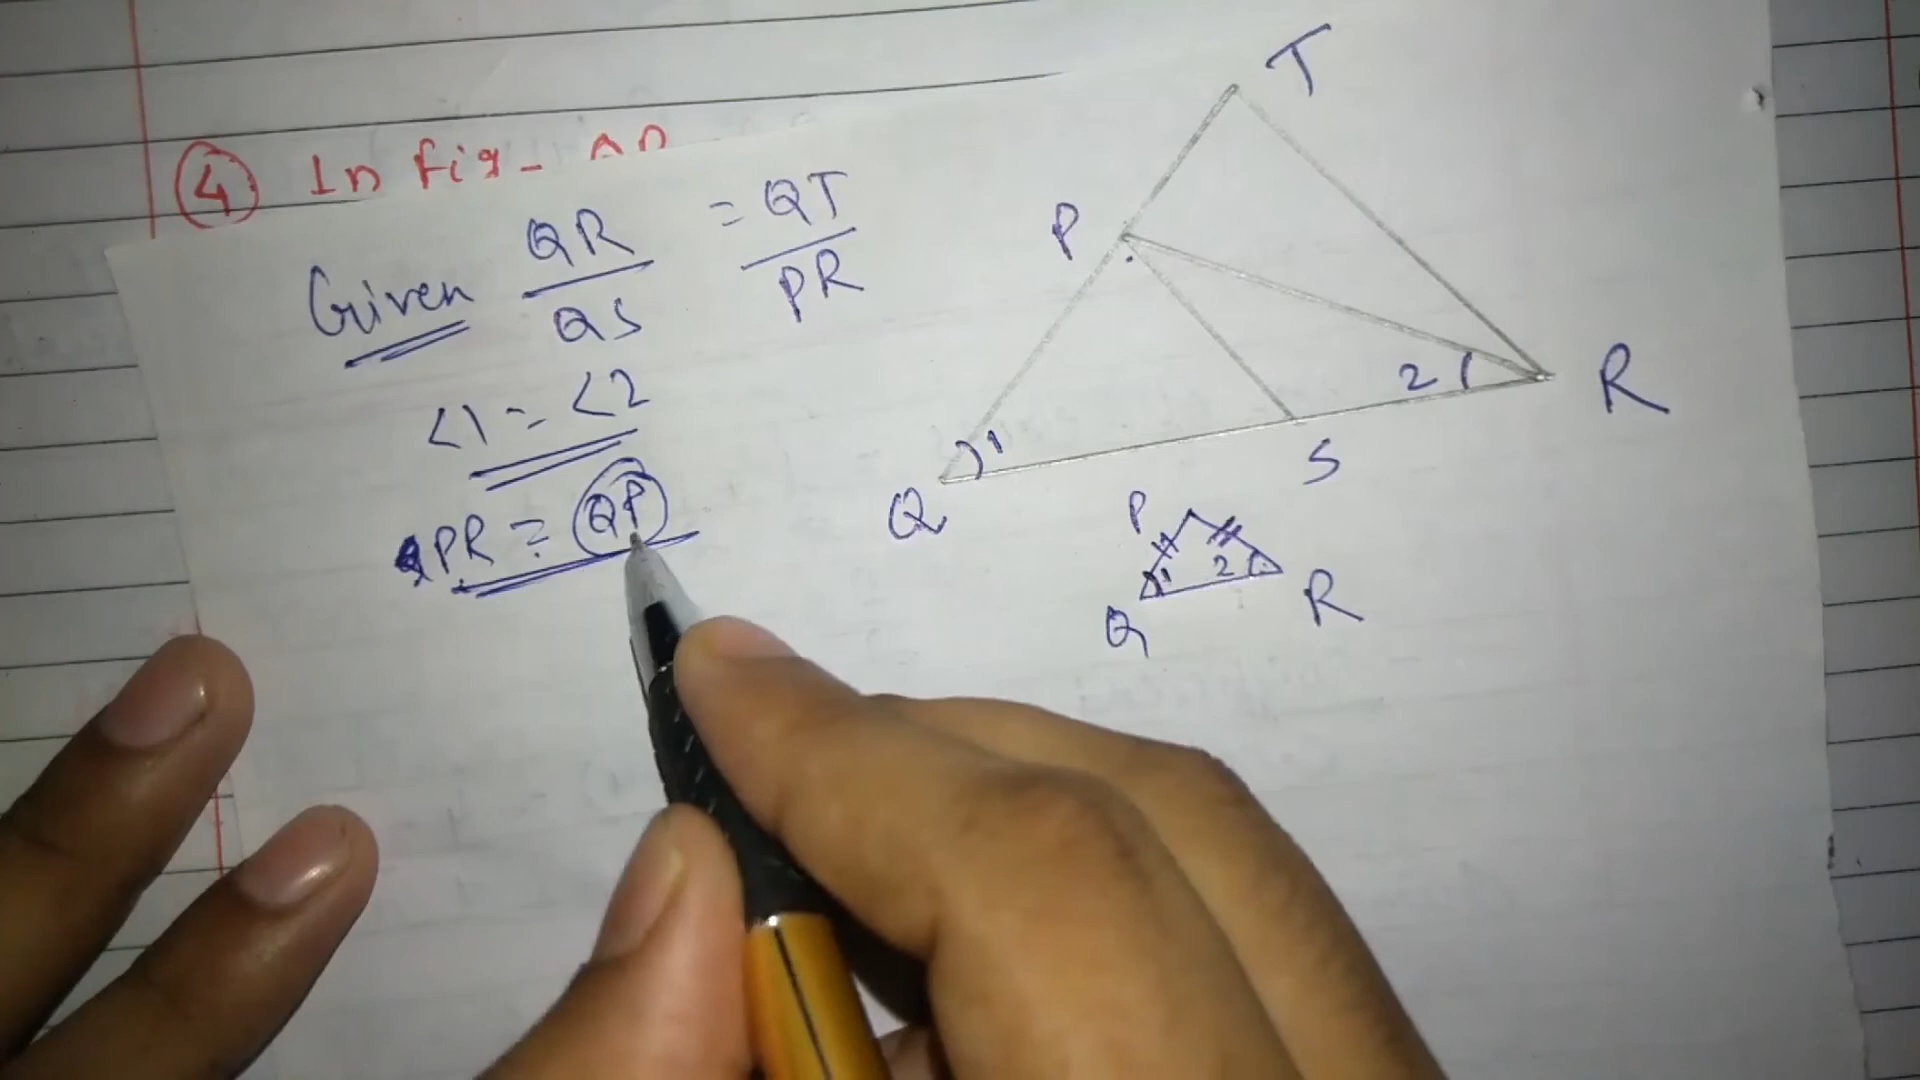 4 In fig-
Given QR/QS = QT/PR
<1 = <2
PR = QP
T
P
2
R
1
S
Q
P
1 2
Q R